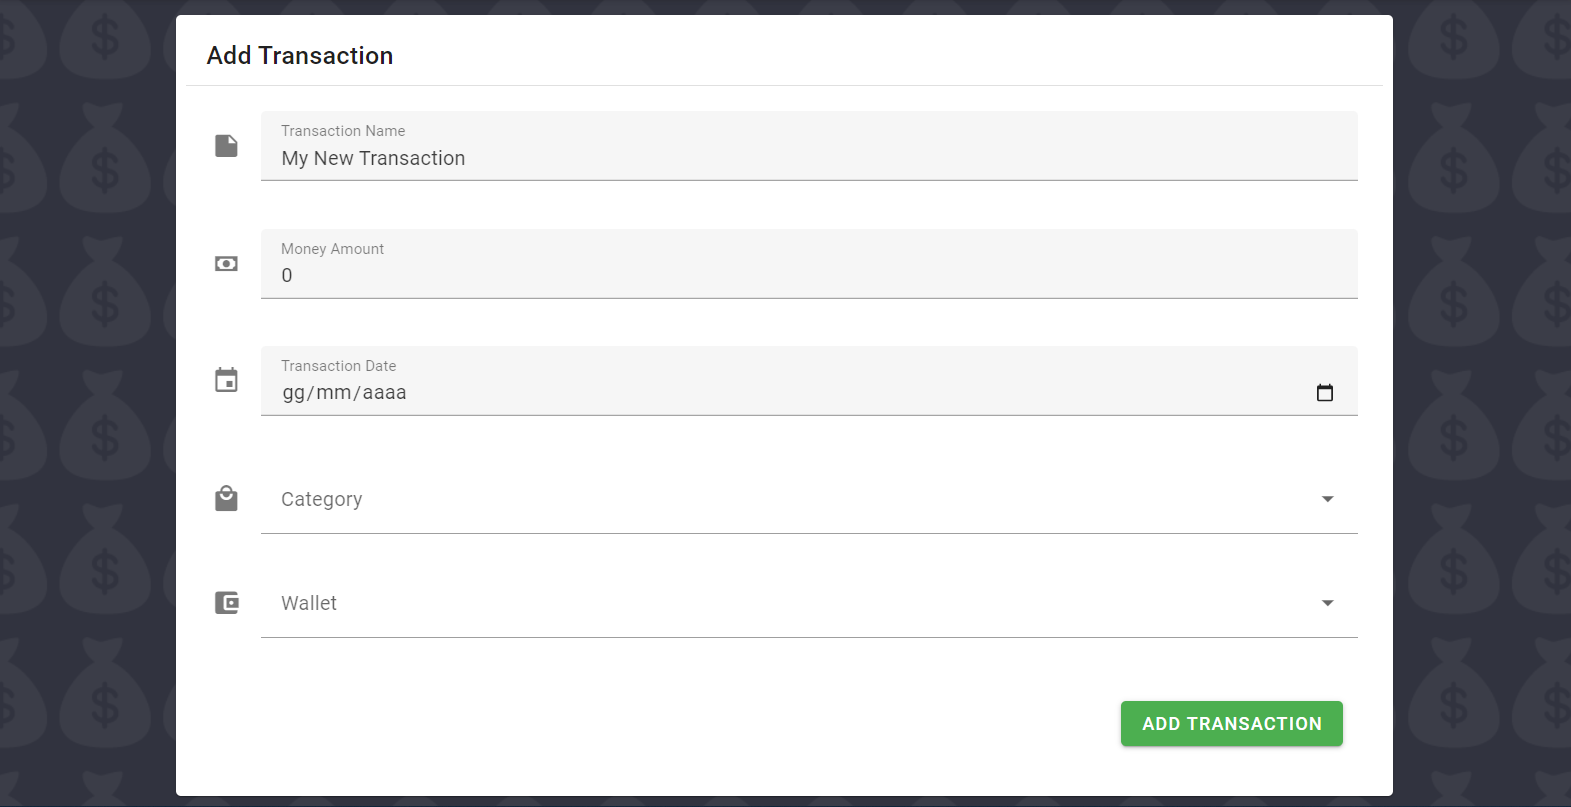 Add Transaction
Transaction Name
My New Transaction
Money Amount
0
Transaction Date
gg/mm/aaaa
Category
Wallet
ADD TRANSACTION